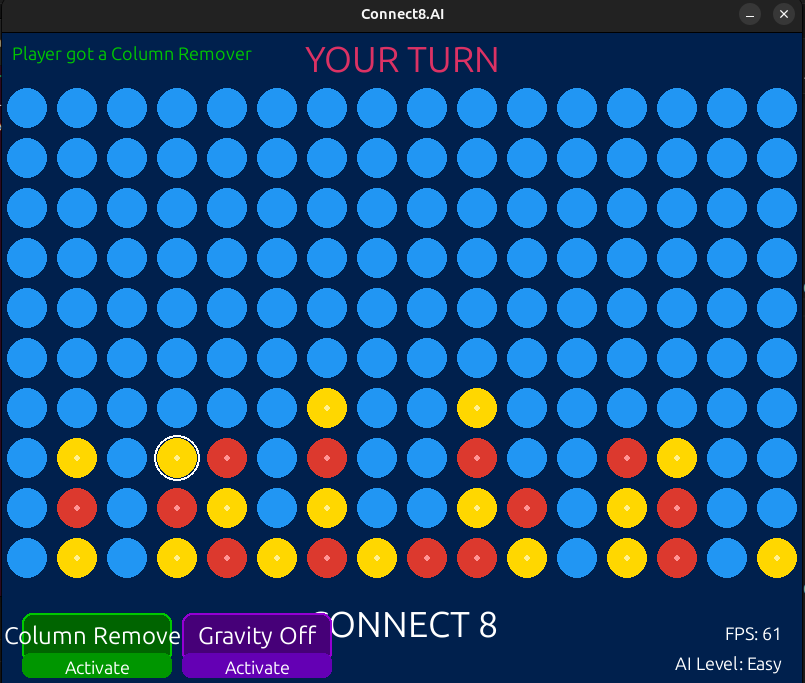 Connect8.AI
Player got a Column Remover
YOUR TURN
CONNECT 8
Column Remove
Gravity Off
Activate
Activate
FPS: 61
AI Level: Easy